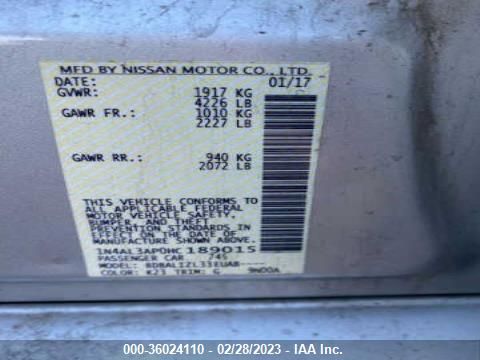 MFD BY NISSAN MOTOR CO., LTD.
DATE: 01/17
GVWR: 1917 KG
4226 LB
GAWR FR.: 1010 KG
2227 LB
GAWR RR.: 940 KG
2072 LB
THIS VEHICLE CONFORMS TO
ALL APPLICABLE FEDERAL
MOTOR VEHICLE SAFETY,
BUMPER, AND THEFT
PREVENTION STANDARDS IN
EFFECT ON THE DATE OF
MANUFACTURE SHOWN ABOVE.
1N4AL3AP0HC189015
PASSENGER CAR 745
MODEL:
COLOR: K23 TRIM: G 9N00A
000-36024110 - 02/28/2023 - IAA Inc.